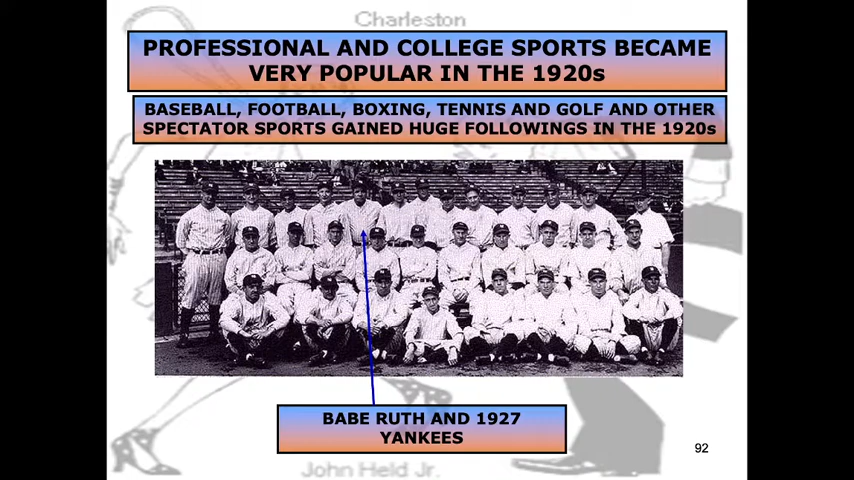 Charleston
PROFESSIONAL AND COLLEGE SPORTS BECAME
VERY POPULAR IN THE 1920s
BASEBALL, FOOTBALL, BOXING, TENNIS AND GOLF AND OTHER
SPECTATOR SPORTS GAINED HUGE FOLLOWINGS IN THE 1920s
BABE RUTH AND 1927
YANKEES
92
John Held Jr.